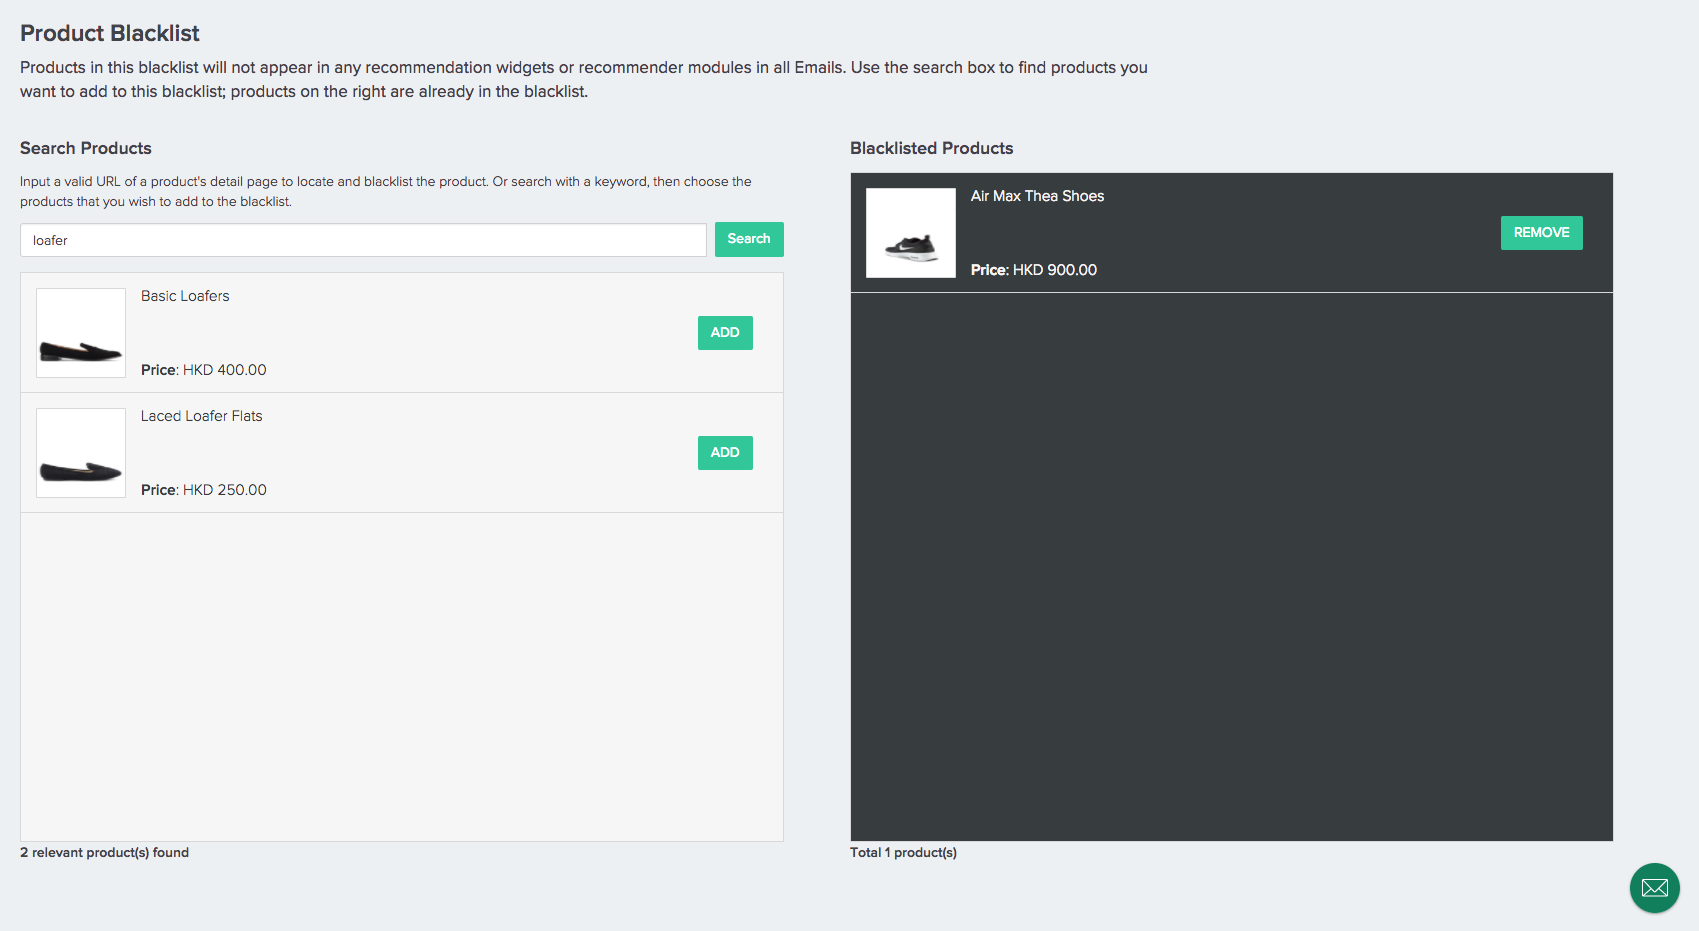 Product Blacklist
Products in this blacklist will not appear in any recommendation widgets or recommender modules in all Emails. Use the search box to find products you
want to add to this blacklist; products on the right are already in the blacklist.
Search Products
Input a valid URL of a product's detail page to locate and blacklist the product. Or search with a keyword, then choose the
products that you wish to add to the blacklist.
loafer
Search
Basic Loafers
ADD
Price: HKD 400.00
Laced Loafer Flats
ADD
Price: HKD 250.00
2 relevant product(s) found
Blacklisted Products
Air Max Thea Shoes
REMOVE
Price: HKD 900.00
Total 1 product(s)